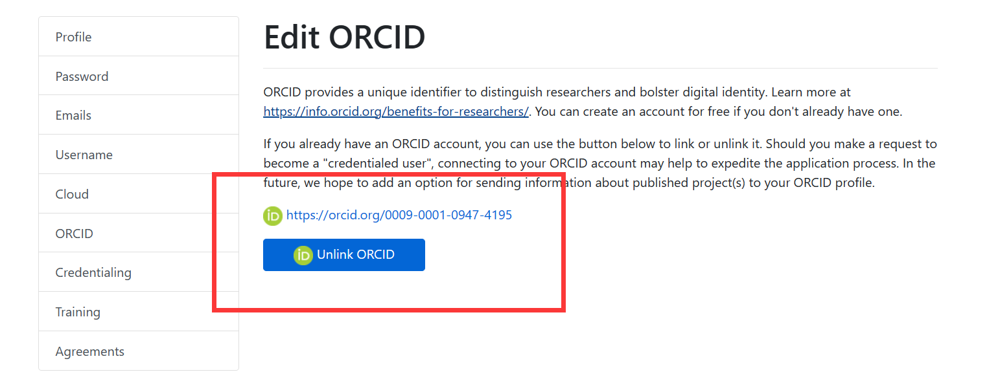 Profile
Password
Emails
Username
Cloud
ORCID
Credentialing
Training
Agreements
Edit ORCID
ORCID provides a unique identifier to distinguish researchers and bolster digital identity. Learn more at
https://info.orcid.org/benefits-for-researchers/. You can create an account for free if you don't already have one.
If you already have an ORCID account, you can use the button below to link or unlink it. Should you make a request to
become a "credentialed user", connecting to your ORCID account may help to expedite the application process. In the
future, we hope to add an option for sending information about published project(s) to your ORCID profile.
iD https://orcid.org/0009-0001-0947-4195
iD Unlink ORCID